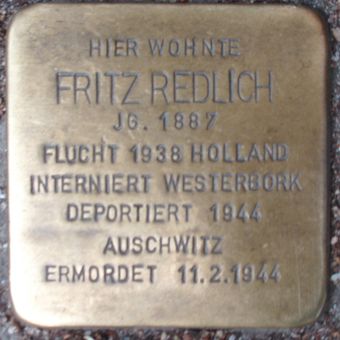 HIER WOHNTE
FRITZ REDLICH
JG. 1887
FLUCHT 1938 HOLLAND
INTERNIERT WESTERBORK
DEPORTIERT 1944
AUSCHWITZ
ERMORDET 11.2.1944